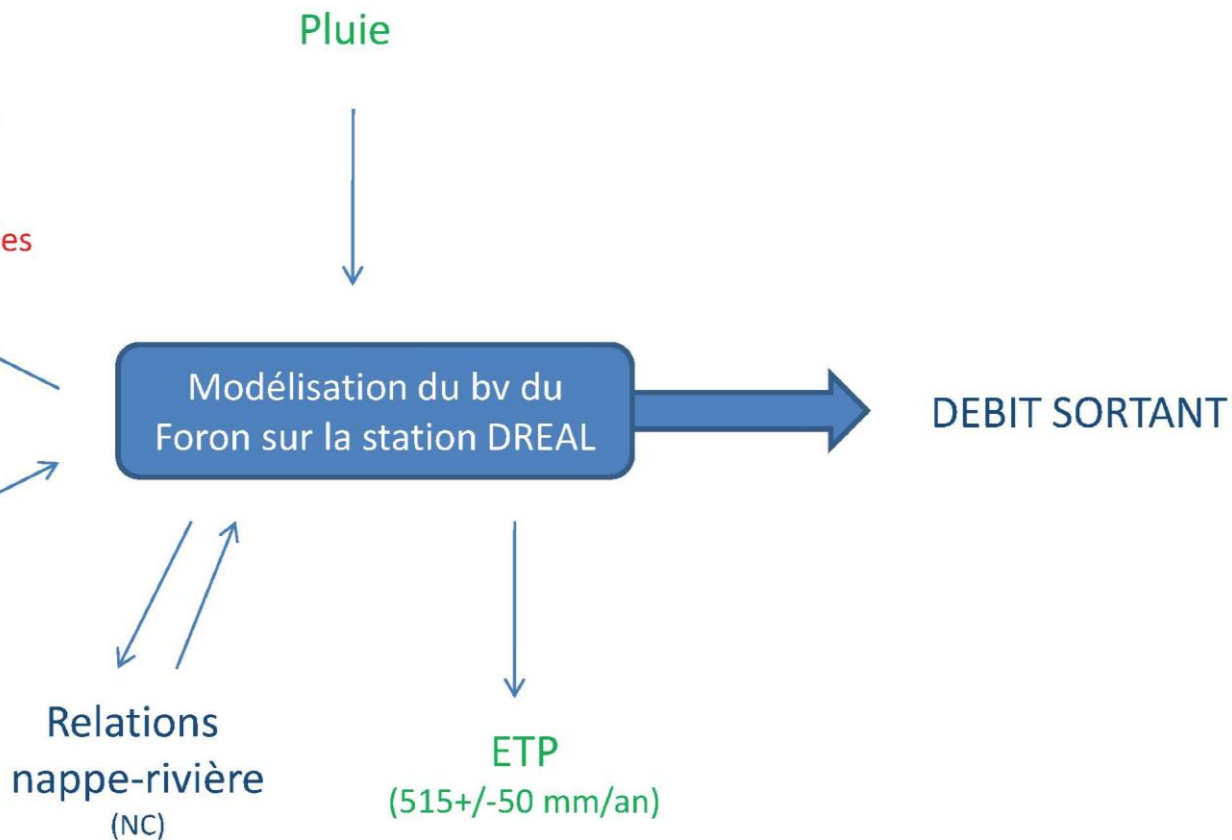 Pluie
es
Modélisation du bv du
Foron sur la station DREAL
DEBIT SORTANT
Relations
nappe-rivière
(NC)
ETP
(515+/-50 mm/an)